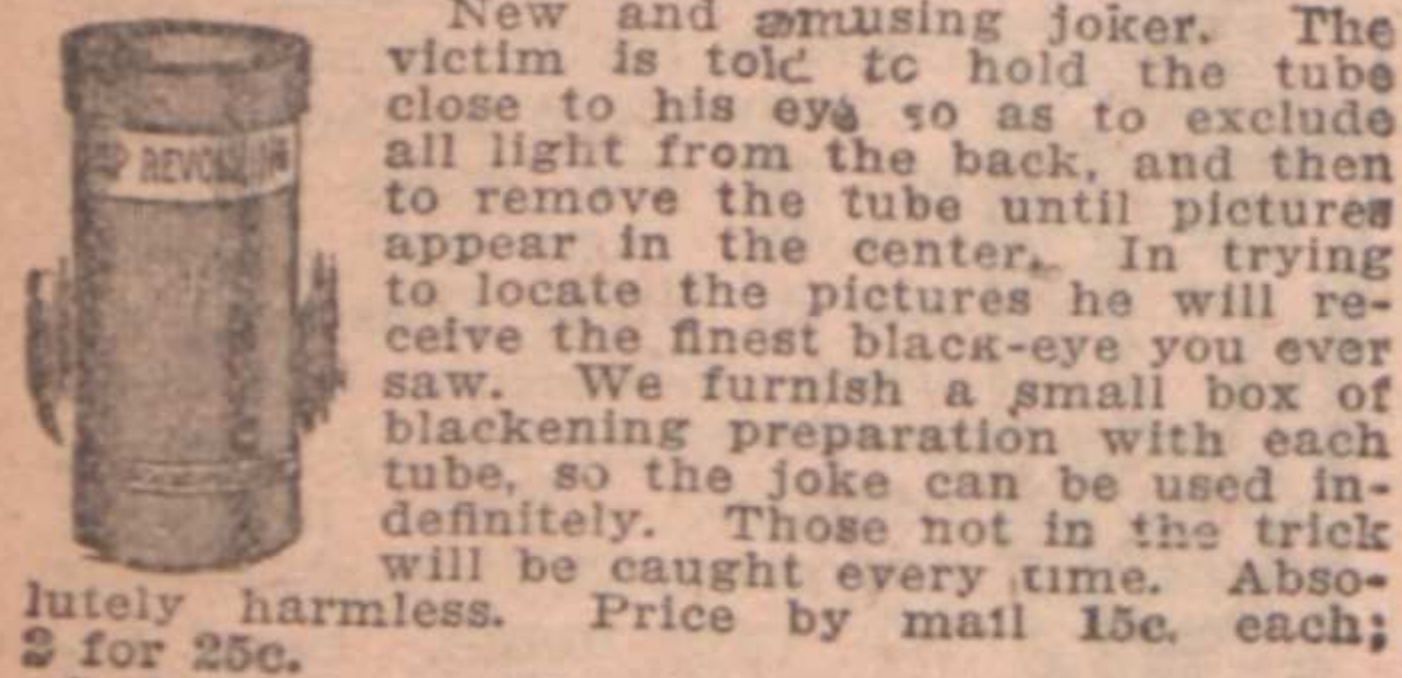 New and amusing joker. The
victim is told to hold the tube
close to his eye so as to exclude
all light from the back, and then
to remove the tube until pictures
appear in the center. In trying
to locate the pictures he will re-
ceive the finest black-eye you ever
saw. We furnish a small box of
blackening preparation with each
tube, so the joke can be used in-
definitely. Those not in the trick
will be caught every time. Abso-
lutely harmless. Price by mail 15c. each;
2 for 25c.